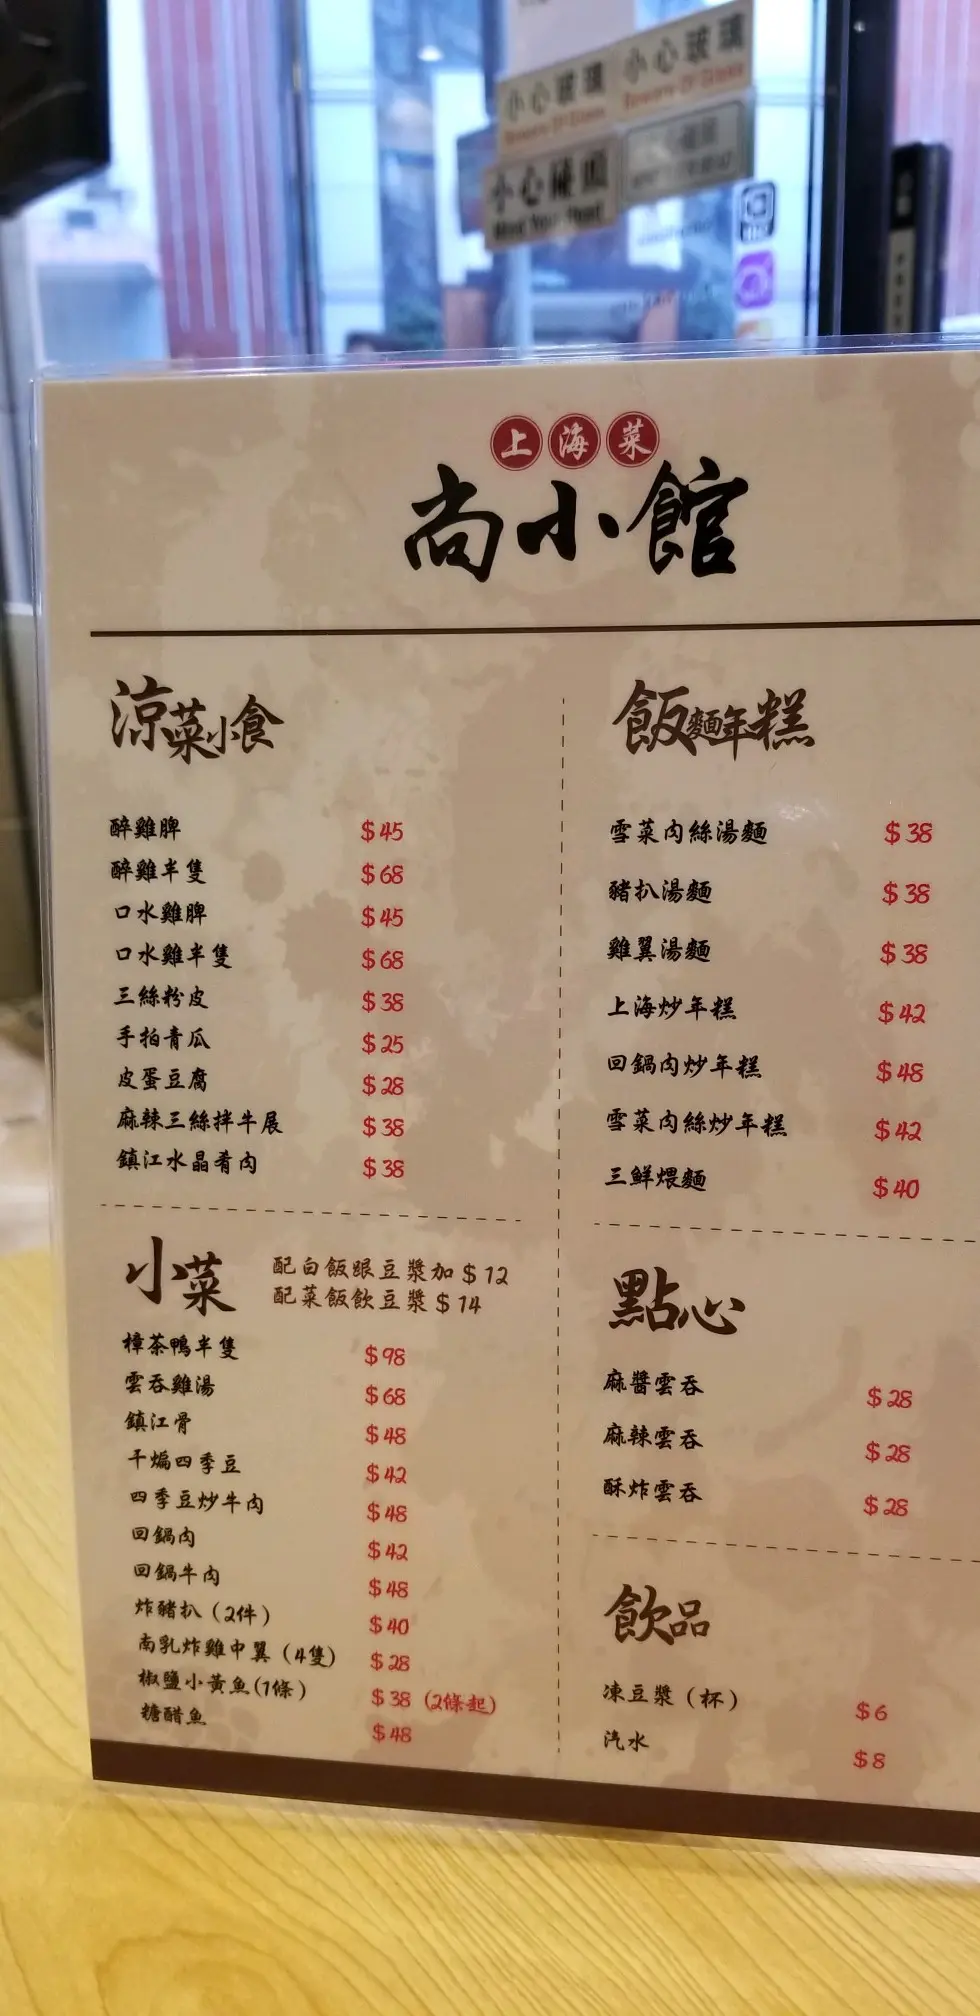 小心玻璃
小心玻璃
Beware Of Glass
小心碰頭
Mind Your Head
上海菜
尚小館
涼菜小食
醉雞脾 $45
醉雞半隻 $68
口水雞脾 $45
口水雞半隻 $68
三絲粉皮 $38
手拍青瓜 $25
皮蛋豆腐 $28
麻辣三絲拌牛展 $38
鎮江水晶肴肉 $38
小菜
配白飯跟豆漿加 $12
配菜飯飲豆漿 $14
樟茶鴨半隻 $98
雲吞雞湯 $68
鎮江骨 $48
干煸四季豆 $42
四季豆炒牛肉 $48
回鍋肉 $42
回鍋牛肉 $48
炸豬扒（2件） $40
南乳炸雞中翼（4隻） $28
椒鹽小黃魚(1條） $38 (2條起)
糖醋魚 $48
飯麵年糕
雪菜肉絲湯麵 $38
豬扒湯麵 $38
雞翼湯麵 $38
上海炒年糕 $42
回鍋肉炒年糕 $48
雪菜肉絲炒年糕 $42
三鮮煨麵 $40
點心
麻醬雲吞 $28
麻辣雲吞 $28
酥炸雲吞 $28
飲品
凍豆漿（杯） $6
汽水 $8